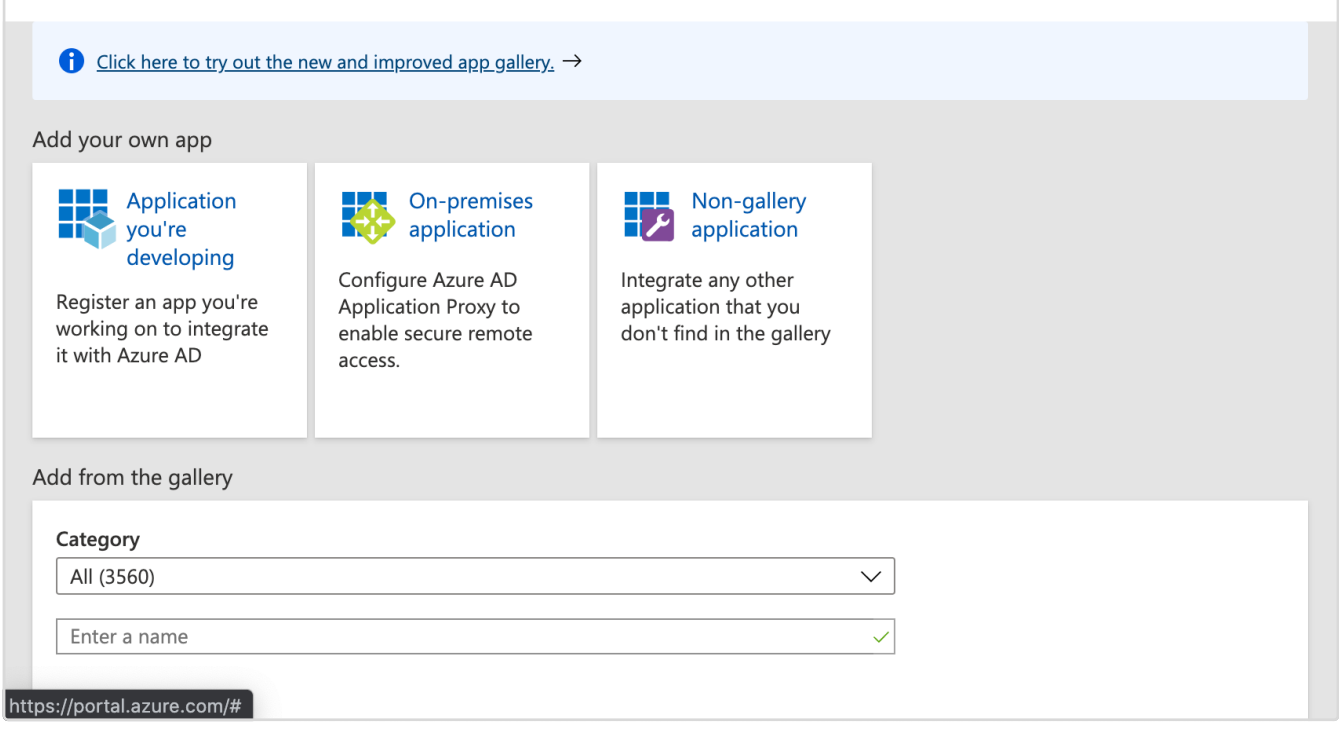 Click here to try out the new and improved app gallery. →
Add your own app
Application
you're
developing
Register an app you're
working on to integrate
it with Azure AD
On-premises
application
Configure Azure AD
Application Proxy to
enable secure remote
access.
Non-gallery
application
Integrate any other
application that you
don't find in the gallery
Add from the gallery
Category
All (3560)
Enter a name
https://portal.azure.com/#